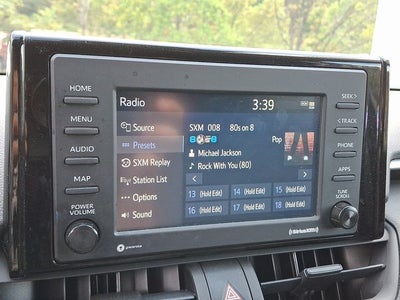 HOME
MENU
AUDIO
MAP
POWER
VOLUME
Radio
3:39
Source
Presets
SXM Replay
Station List
Options
Sound
SXM 008 80s on 8
Pop
Michael Jackson
Rock With You (80)
13 (Hold Edit) 14 (Hold Edit) 15 (Hold Edit)
16 (Hold Edit) 17 (Hold Edit) 18 (Hold Edit)
SEEK >
< TRACK
PHONE
APPS
TUNE
SCROLL
((SiriusXM))